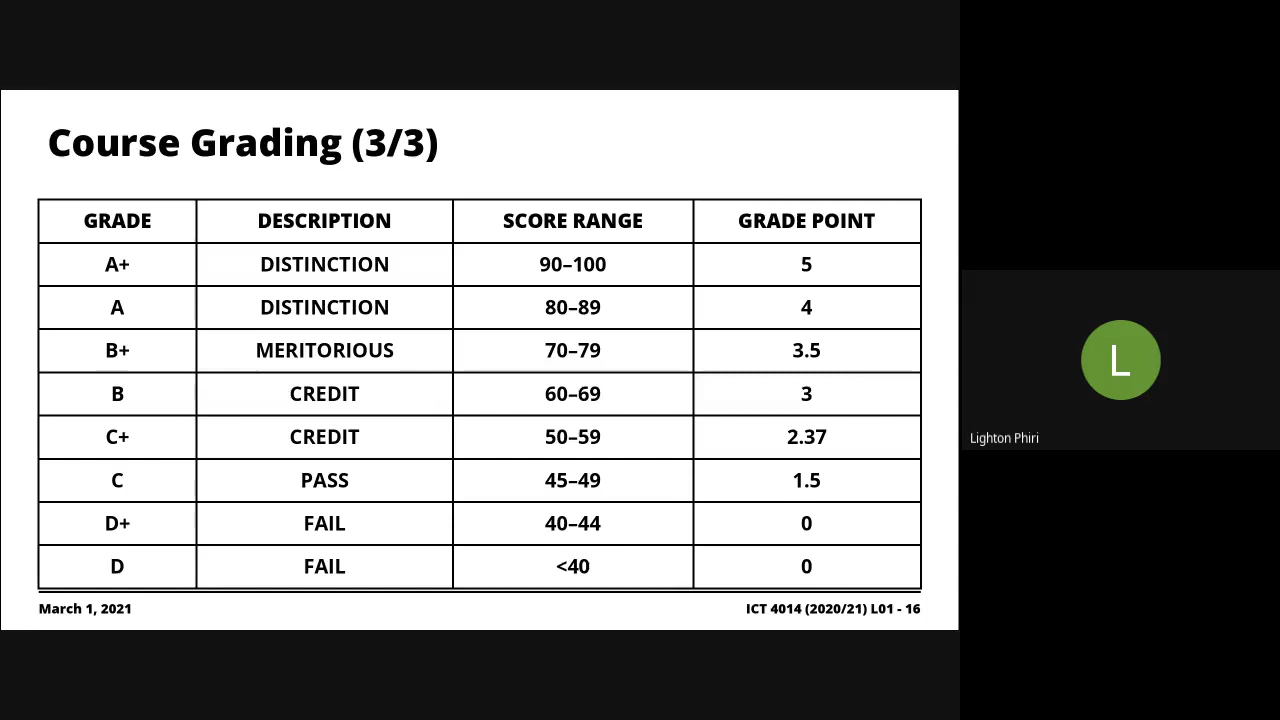 Course Grading (3/3)
GRADE DESCRIPTION SCORE RANGE GRADE POINT
A+ DISTINCTION 90–100 5
A DISTINCTION 80–89 4
B+ MERITORIOUS 70–79 3.5
B CREDIT 60–69 3
C+ CREDIT 50–59 2.37
C PASS 45–49 1.5
D+ FAIL 40–44 0
D FAIL <40 0
March 1, 2021 ICT 4014 (2020/21) L01 - 16
L
Lighton Phiri